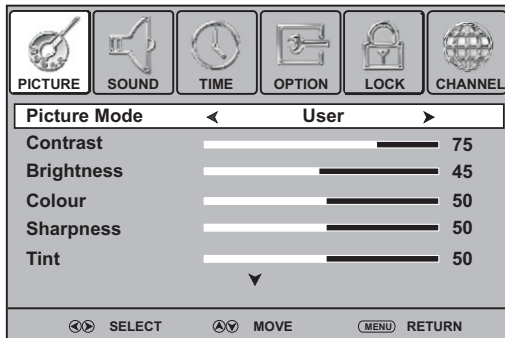 PICTURE SOUND TIME OPTION LOCK CHANNEL
Picture Mode User
Contrast 75
Brightness 45
Colour 50
Sharpness 50
Tint 50
SELECT MOVE MENU RETURN